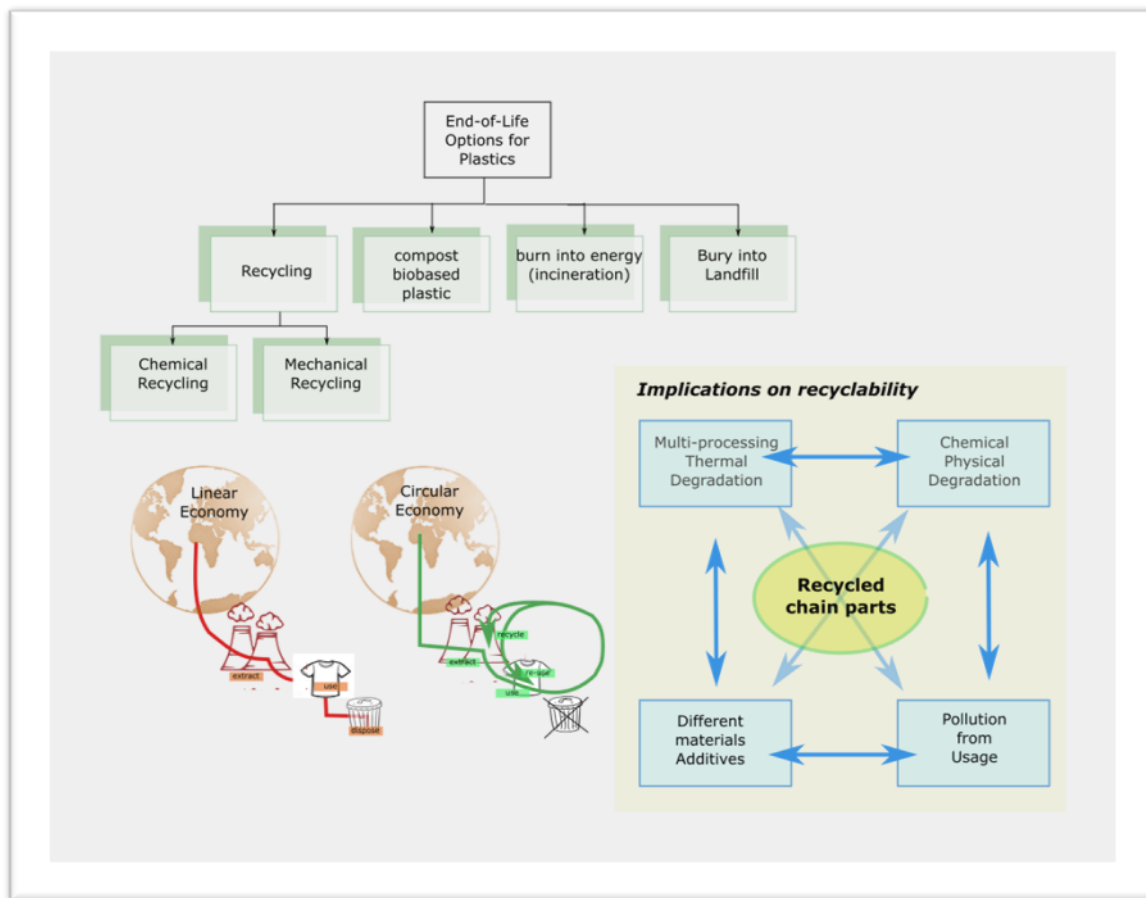 End-of-Life
Options for
Plastics
Recycling
compost
biobased
plastic
burn into energy
(incineration)
Bury into
Landfill
Chemical
Recycling
Mechanical
Recycling
Linear
Economy
extract
use
dispose
Circular
Economy
recycle
extract
re-use
use
Implications on recyclability
Multi-processing
Thermal
Degradation
Chemical
Physical
Degradation
Recycled
chain parts
Different
materials
Additives
Pollution
from
Usage